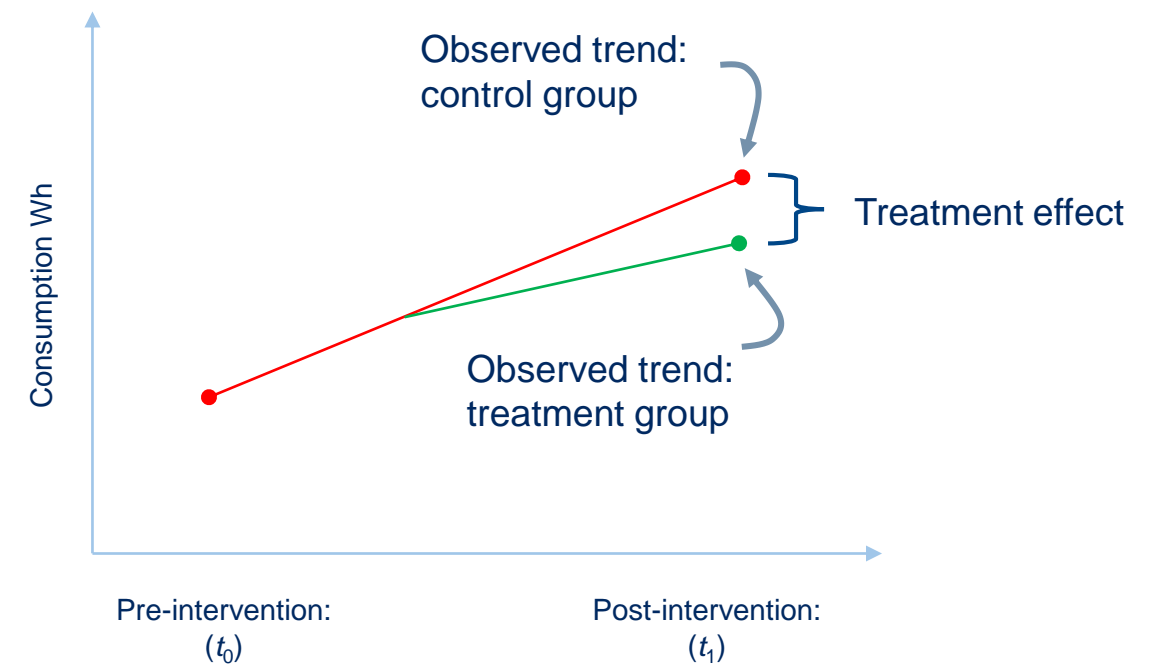 Observed trend:
control group
Consumption Wh
Treatment effect
Observed trend:
treatment group
Pre-intervention:
(t₀)
Post-intervention:
(t₁)